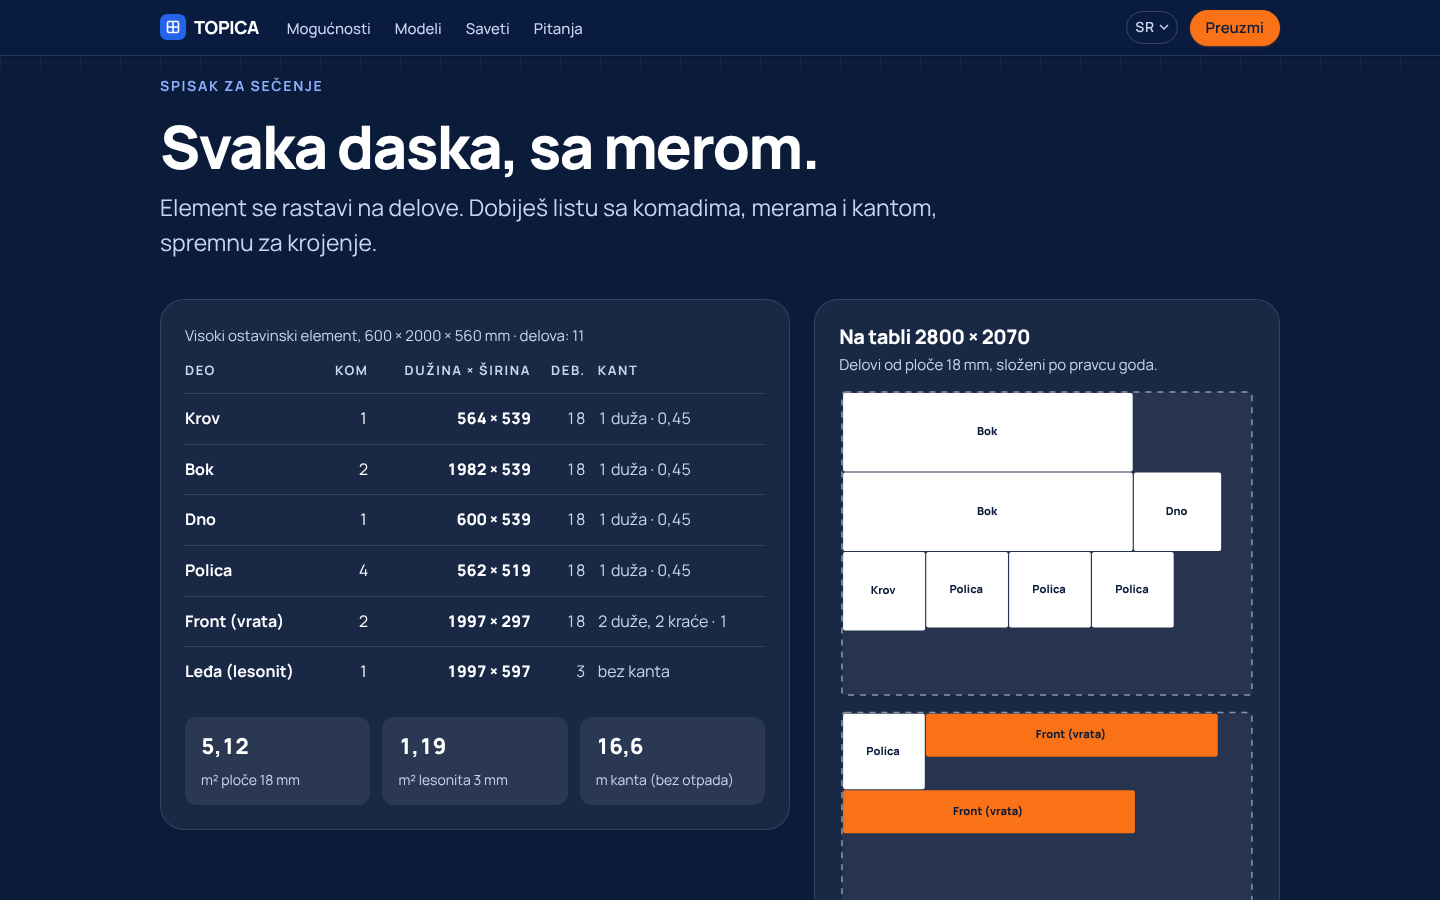 TOPICA
Mogućnosti
Modeli
Saveti
Pitanja
SR
Preuzmi
SPISAK ZA SEČENJE
Svaka daska, sa merom.
Element se rastavi na delove. Dobiješ listu sa komadima, merama i kantom,
spremnu za krojenje.
Visoki ostavinski element, 600 × 2000 × 560 mm · delova: 11
DEO KOM DUŽINA × ŠIRINA DEB. KANT
Krov 1 564 × 539 18 1 duža · 0,45
Bok 2 1982 × 539 18 1 duža · 0,45
Dno 1 600 × 539 18 1 duža · 0,45
Polica 4 562 × 519 18 1 duža · 0,45
Front (vrata) 2 1997 × 297 18 2 duže, 2 kraće · 1
Leđa (lesonit) 1 1997 × 597 3 bez kanta
5,12
m² ploče 18 mm
1,19
m² lesonita 3 mm
16,6
m kanta (bez otpada)
Na tabli 2800 × 2070
Delovi od ploče 18 mm, složeni po pravcu goda.
Bok
Bok
Dno
Krov
Polica
Polica
Polica
Polica
Front (vrata)
Front (vrata)